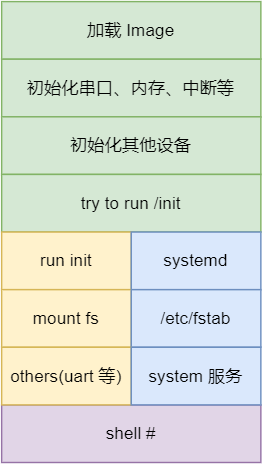 加载 Image
初始化串口、内存、中断等
初始化其他设备
try to run /init
run init
systemd
mount fs
/etc/fstab
others(uart 等)
system 服务
shell #